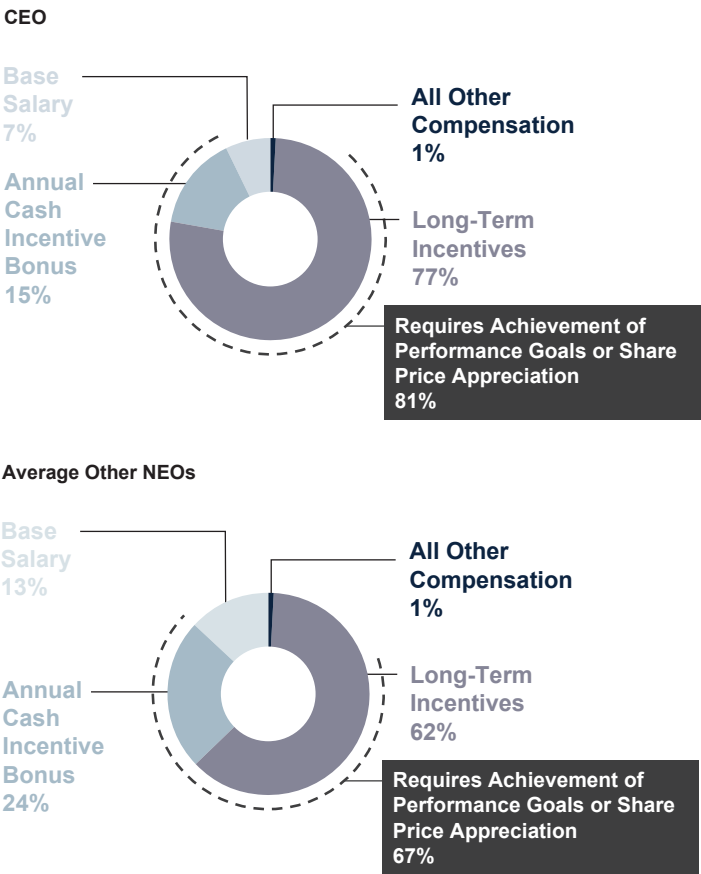 CEO
Base
Salary
7%
All Other
Compensation
1%
Annual
Cash
Incentive
Bonus
15%
Long-Term
Incentives
77%
Requires Achievement of
Performance Goals or Share
Price Appreciation
81%
Average Other NEOs
Base
Salary
13%
All Other
Compensation
1%
Annual
Cash
Incentive
Bonus
24%
Long-Term
Incentives
62%
Requires Achievement of
Performance Goals or Share
Price Appreciation
67%